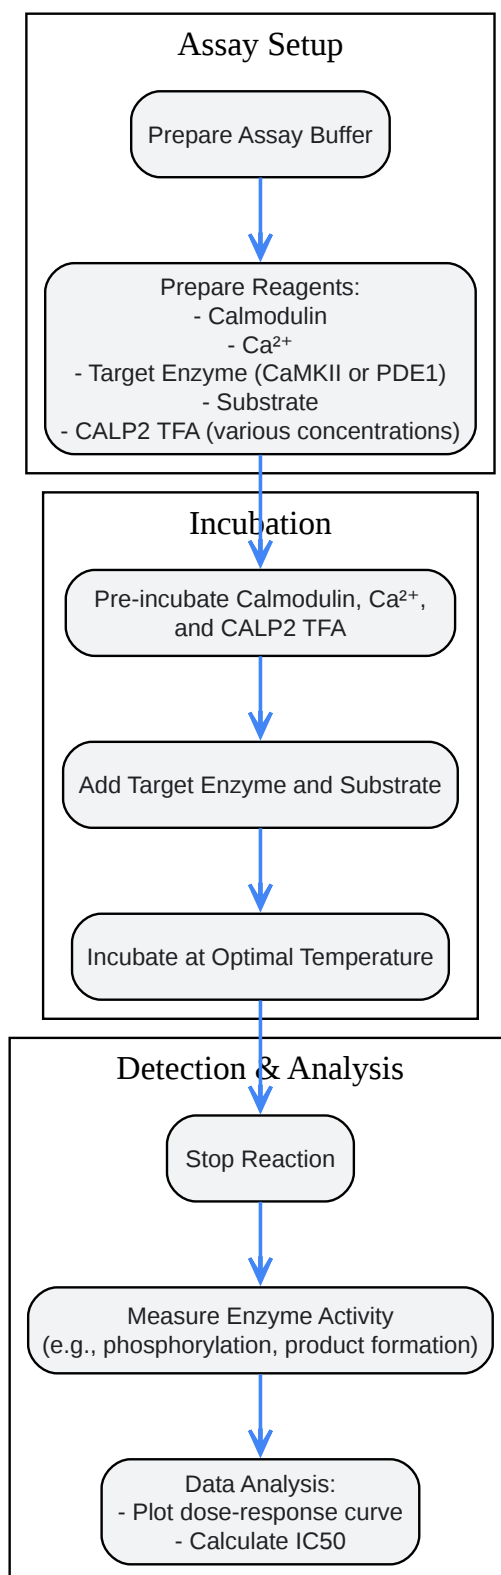 Assay Setup
Prepare Assay Buffer
Prepare Reagents:
- Calmodulin
- Ca²⁺
- Target Enzyme (CaMKII or PDE1)
- Substrate
- CALP2 TFA (various concentrations)
Incubation
Pre-incubate Calmodulin, Ca²⁺,
and CALP2 TFA
Add Target Enzyme and Substrate
Incubate at Optimal Temperature
Detection & Analysis
Stop Reaction
Measure Enzyme Activity
(e.g., phosphorylation, product formation)
Data Analysis:
- Plot dose-response curve
- Calculate IC50